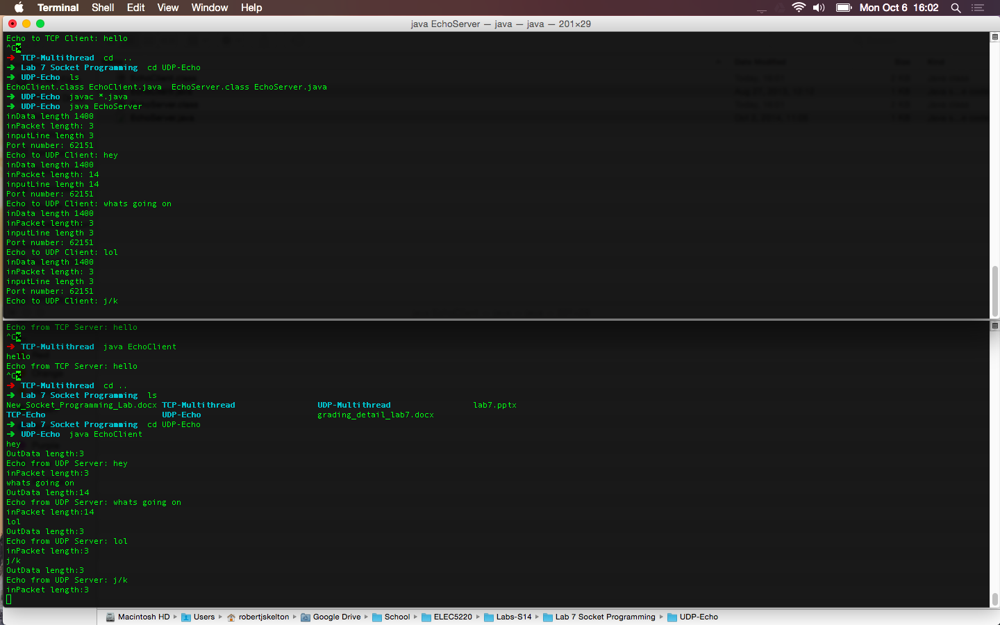 Terminal Shell Edit View Window Help Mon Oct 6 16:02
java EchoServer — java — java — 201×29
Echo to TCP Client: hello
^C
➜ TCP-Multithread cd ..
➜ Lab 7 Socket Programming cd UDP-Echo
➜ UDP-Echo ls
EchoClient.class EchoClient.java EchoServer.class EchoServer.java
➜ UDP-Echo javac *.java
➜ UDP-Echo java EchoServer
inData length 1400
inPacket length: 3
inputLine length 3
Port number: 62151
Echo to UDP Client: hey
inData length 1400
inPacket length: 14
inputLine length 14
Port number: 62151
Echo to UDP Client: whats going on
inData length 1400
inPacket length: 3
inputLine length 3
Port number: 62151
Echo to UDP Client: lol
inData length 1400
inPacket length: 3
inputLine length 3
Port number: 62151
Echo to UDP Client: j/k
Echo from TCP Server: hello
^C
➜ TCP-Multithread java EchoClient
hello
Echo from TCP Server: hello
^C
➜ TCP-Multithread cd ..
➜ Lab 7 Socket Programming ls
New_Socket_Programming_Lab.docx TCP-Multithread UDP-Multithread lab7.pptx
TCP-Echo UDP-Echo grading_detail_lab7.docx
➜ Lab 7 Socket Programming cd UDP-Echo
➜ UDP-Echo java EchoClient
hey
OutData length:3
Echo from UDP Server: hey
inPacket length:3
whats going on
OutData length:14
Echo from UDP Server: whats going on
inPacket length:14
lol
OutData length:3
Echo from UDP Server: lol
inPacket length:3
j/k
OutData length:3
Echo from UDP Server: j/k
inPacket length:3
Macintosh HD ▸ Users ▸ robertjskelton ▸ Google Drive ▸ School ▸ ELEC5220 ▸ Labs-S14 ▸ Lab 7 Socket Programming ▸ UDP-Echo